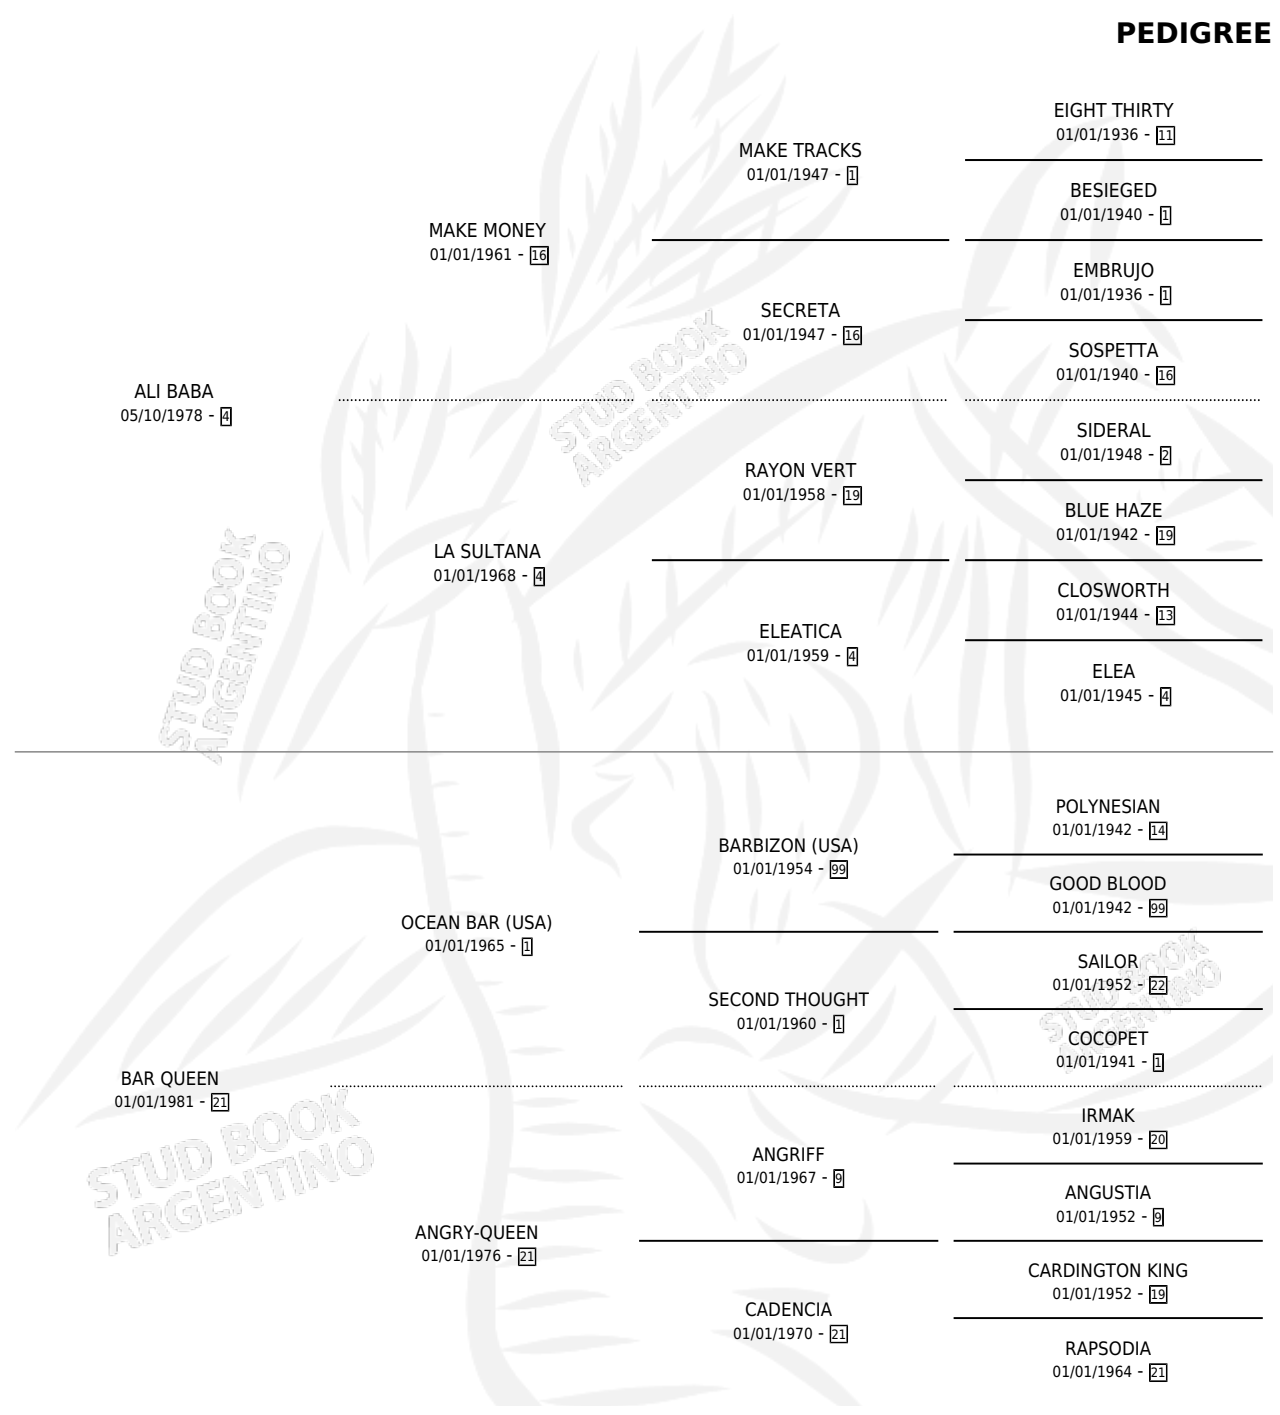 PEDIGREE
EIGHT THIRTY
01/01/1936 - 11
MAKE TRACKS
01/01/1947 - 1
BESIEGED
01/01/1940 - 1
MAKE MONEY
01/01/1961 - 16
EMBRUJO
01/01/1936 - 1
SECRETA
01/01/1947 - 16
SOSPETTA
01/01/1940 - 16
ALI BABA
05/10/1978 - 4
SIDERAL
01/01/1948 - 2
RAYON VERT
01/01/1958 - 19
BLUE HAZE
01/01/1942 - 19
LA SULTANA
01/01/1968 - 4
CLOSWORTH
01/01/1944 - 13
ELEATICA
01/01/1959 - 4
ELEA
01/01/1945 - 4
POLYNESIAN
01/01/1942 - 14
BARBIZON (USA)
01/01/1954 - 99
GOOD BLOOD
01/01/1942 - 99
OCEAN BAR (USA)
01/01/1965 - 1
SAILOR
01/01/1952 - 22
SECOND THOUGHT
01/01/1960 - 1
COCOPET
01/01/1941 - 1
BAR QUEEN
01/01/1981 - 21
IRMAK
01/01/1959 - 20
ANGRIFF
01/01/1967 - 9
ANGUSTIA
01/01/1952 - 9
ANGRY-QUEEN
01/01/1976 - 21
CARDINGTON KING
01/01/1952 - 19
CADENCIA
01/01/1970 - 21
RAPSODIA
01/01/1964 - 21
STUD BOOK
ARGENTINO
STUD BOOK
ARGENTINO
STUD BOOK
ARGENTINO
STUD BOOK
ARGENTINO